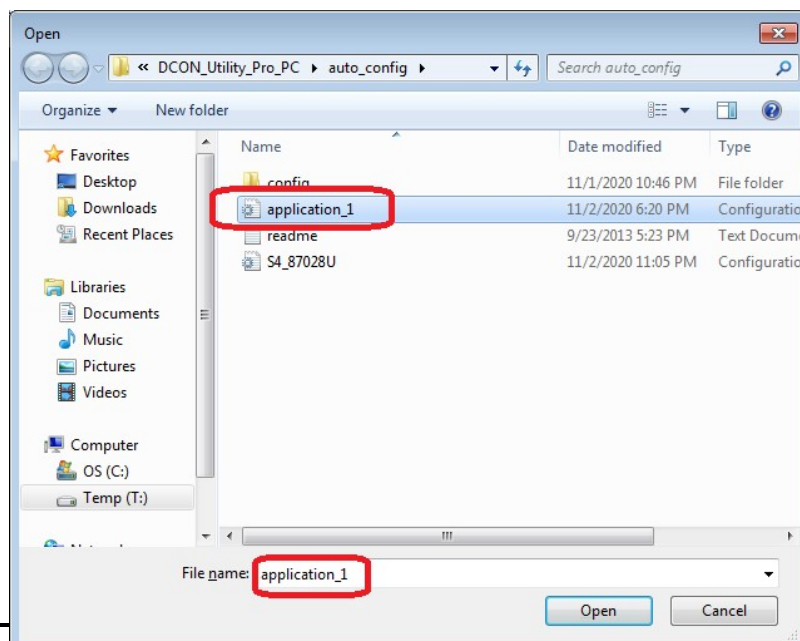 Open
« DCON_Utility_Pro_PC ▸ auto_config ▸ Search auto_config
Organize New folder
Name Date modified Type
Favorites
Desktop
Downloads
Recent Places
Libraries
Documents
Music
Pictures
Videos
Computer
OS (C:)
Temp (T:)
config 11/1/2020 10:46 PM File folder
application_1 11/2/2020 6:20 PM Configuratio
readme 9/23/2013 5:23 PM Text Docum
S4_87028U 11/2/2020 11:05 PM Configuratio
File name: application_1
Open Cancel